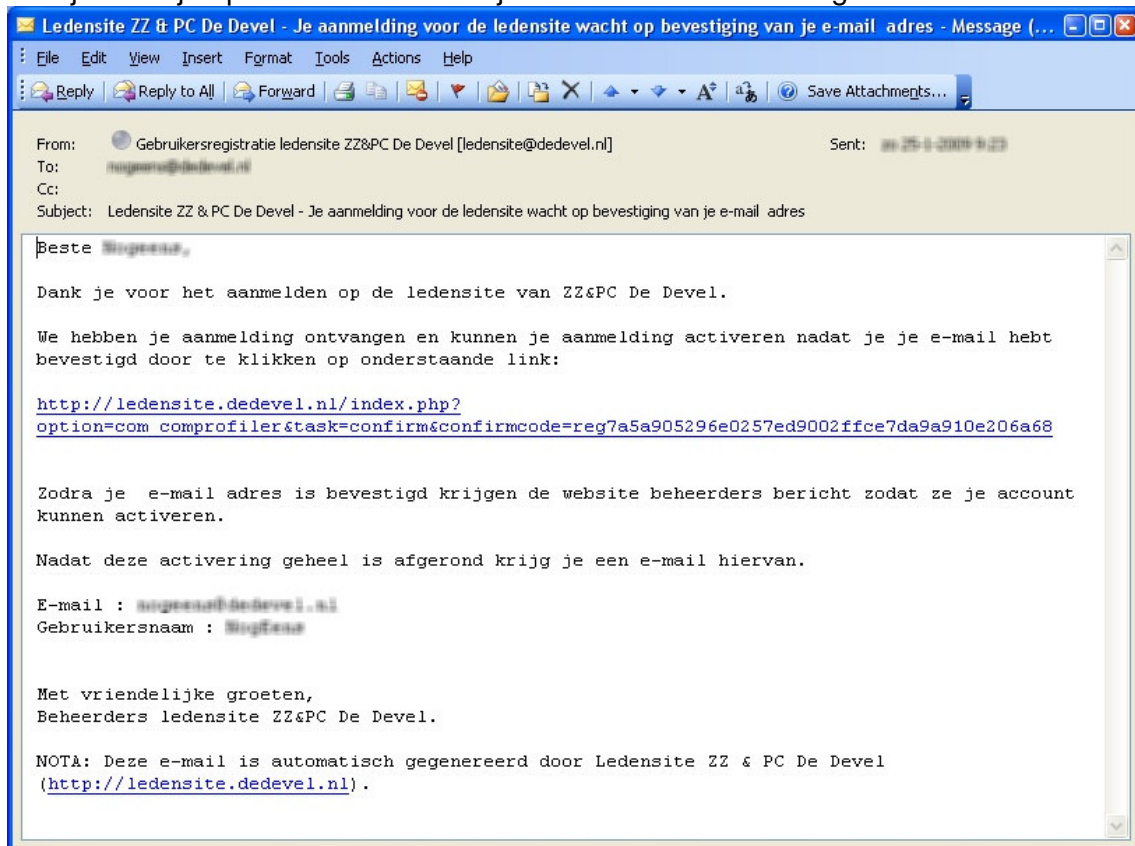 Ledensite ZZ & PC De Devel - Je aanmelding voor de ledensite wacht op bevestiging van je e-mail  adres - Message (...
File Edit View Insert Format Tools Actions Help
Reply Reply to All Forward Save Attachments...
From: Gebruikersregistratie ledensite ZZ&PC De Devel [ledensite@dedevel.nl] Sent:
To:
Cc:
Subject: Ledensite ZZ & PC De Devel - Je aanmelding voor de ledensite wacht op bevestiging van je e-mail  adres
Beste
Dank je voor het aanmelden op de ledensite van ZZ&PC De Devel.
We hebben je aanmelding ontvangen en kunnen je aanmelding activeren nadat je je e-mail hebt
bevestigd door te klikken op onderstaande link:
http://ledensite.dedevel.nl/index.php?
option=com_comprofiler&task=confirm&confirmcode=reg7a5a905296e0257ed9002ffce7da9a910e206a68
Zodra je  e-mail adres is bevestigd krijgen de website beheerders bericht zodat ze je account
kunnen activeren.
Nadat deze activering geheel is afgerond krijg je een e-mail hiervan.
E-mail :
Gebruikersnaam :
Met vriendelijke groeten,
Beheerders ledensite ZZ&PC De Devel.
NOTA: Deze e-mail is automatisch gegenereerd door Ledensite ZZ & PC De Devel
(http://ledensite.dedevel.nl).